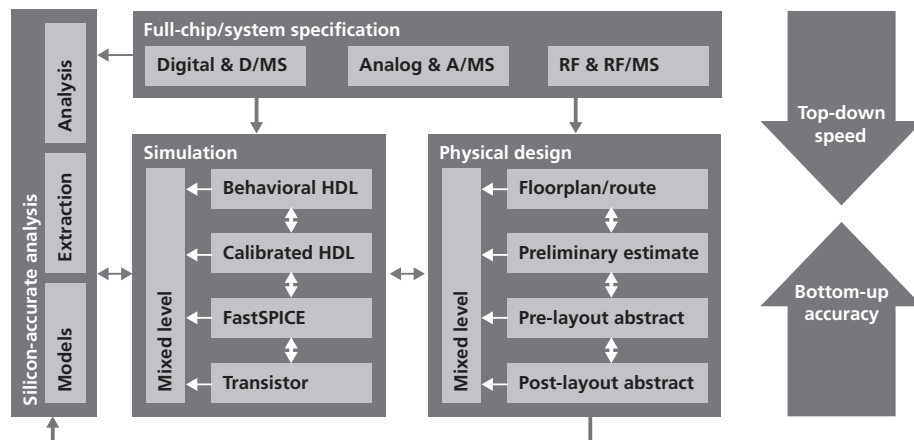 Full-chip/system specification
Digital & D/MS
Analog & A/MS
RF & RF/MS
Silicon-accurate analysis
Analysis
Extraction
Models
Simulation
Mixed level
Behavioral HDL
Calibrated HDL
FastSPICE
Transistor
Physical design
Mixed level
Floorplan/route
Preliminary estimate
Pre-layout abstract
Post-layout abstract
Top-down
speed
Bottom-up
accuracy